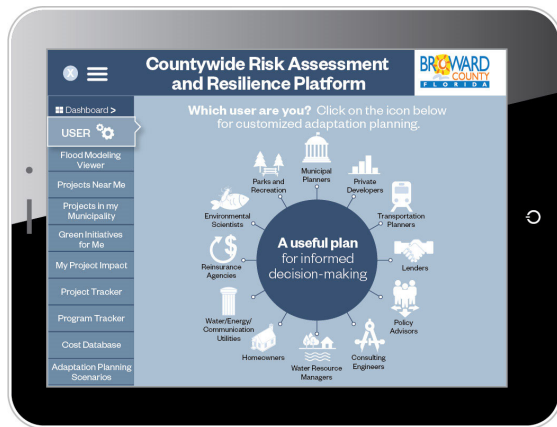 X
Countywide Risk Assessment
and Resilience Platform
BROWARD
COUNTY
FLORIDA
Dashboard >
USER
Flood Modeling
Viewer
Projects Near Me
Projects in my
Municipality
Green Initiatives
for Me
My Project Impact
Project Tracker
Program Tracker
Cost Database
Adaptation Planning
Scenarios
Which user are you? Click on the icon below
for customized adaptation planning.
Municipal
Planners
Private
Developers
Transportation
Planners
Lenders
Policy
Advisors
Consulting
Engineers
Water Resource
Managers
Homeowners
Water/Energy/
Communication
Utilities
Reinsurance
Agencies
Environmental
Scientists
Parks and
Recreation
A useful plan
for informed
decision-making